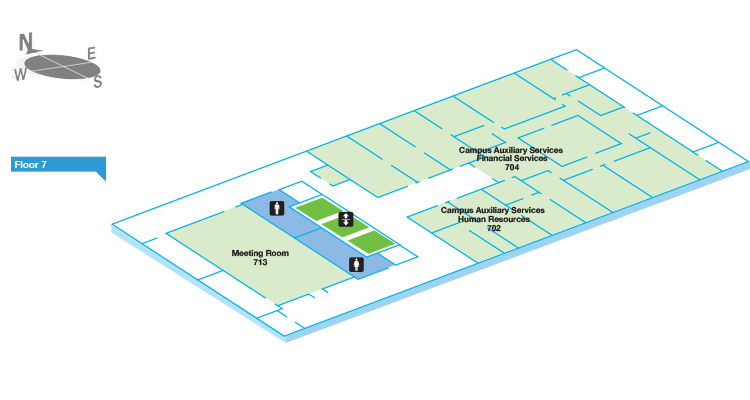 N
E
W
S
Floor 7
Campus Auxiliary Services
Financial Services
704
Campus Auxiliary Services
Human Resources
702
Meeting Room
713